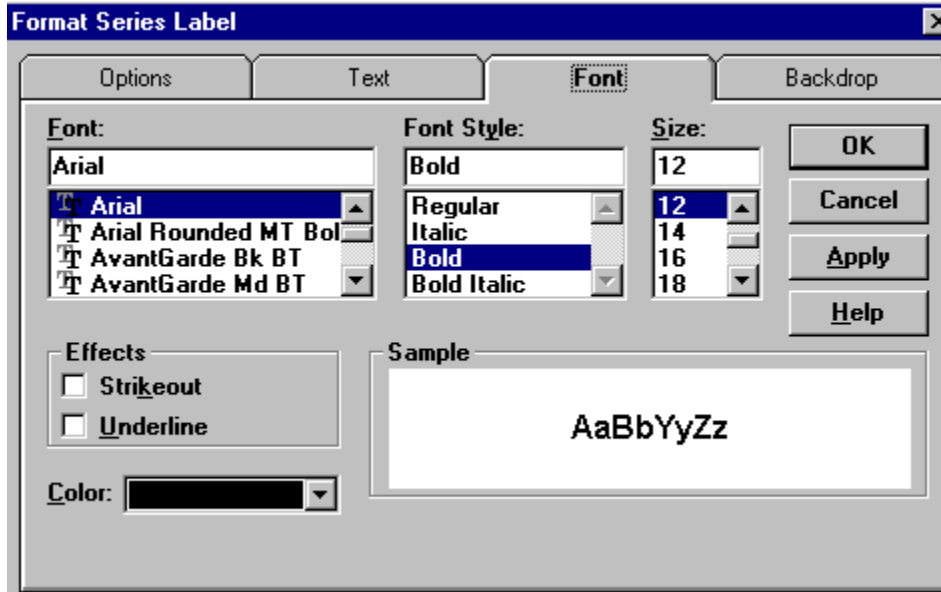 Format Series Label
Options Text Font Backdrop
Font: Font Style: Size:
Arial Bold 12
OK
Arial
Arial Rounded MT Bol
AvantGarde Bk BT
AvantGarde Md BT
Regular
Italic
Bold
Bold Italic
12
14
16
18
Cancel
Apply
Help
Effects
Strikeout
Underline
Sample
AaBbYyZz
Color: